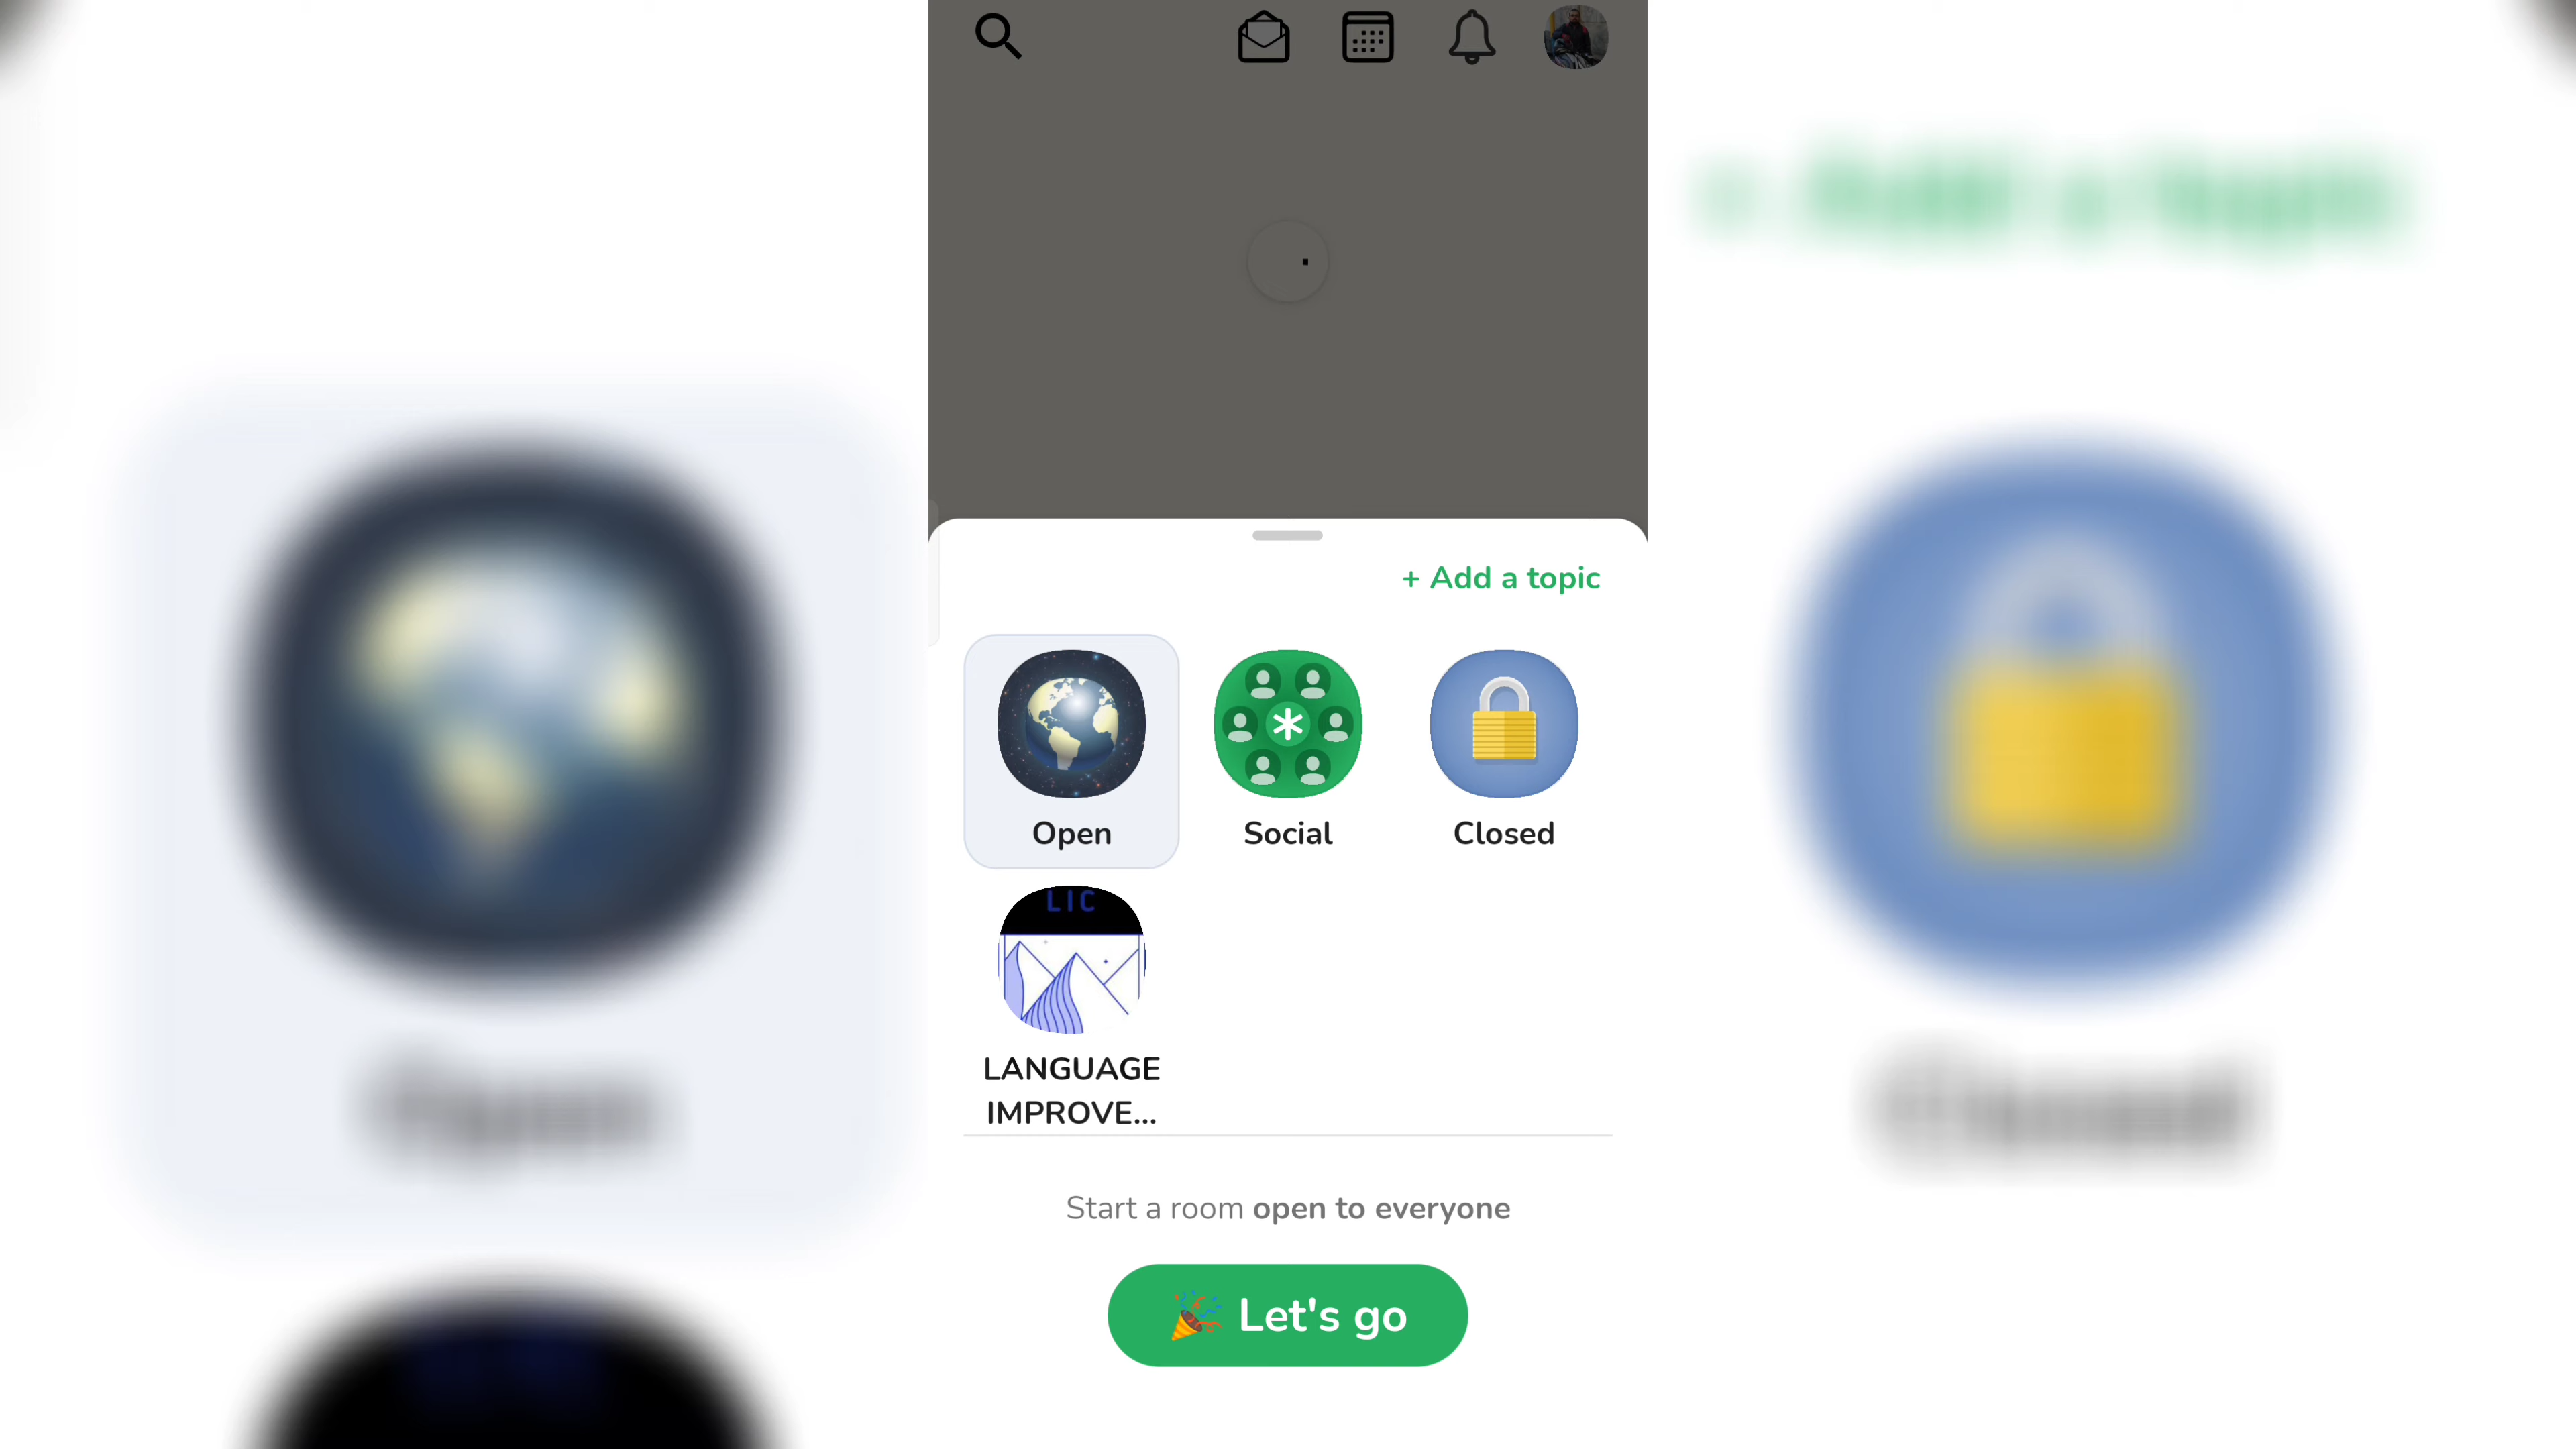 + Add a topic
Open
Social
Closed
LIC
LANGUAGE
IMPROVE...
Start a room open to everyone
Let's go